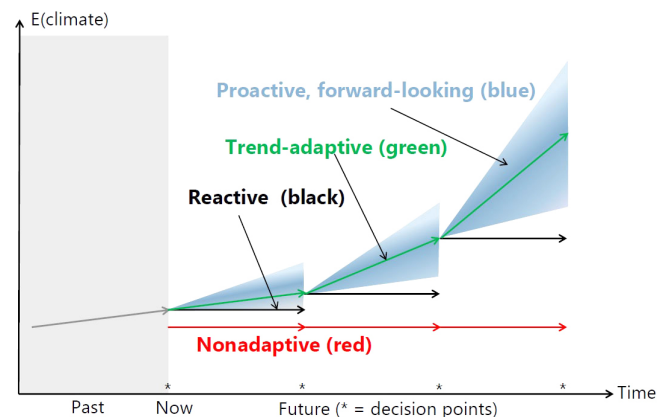 E(climate)
Proactive, forward-looking (blue)
Trend-adaptive (green)
Reactive (black)
Nonadaptive (red)
* * * *
Time
Past Now Future (* = decision points)